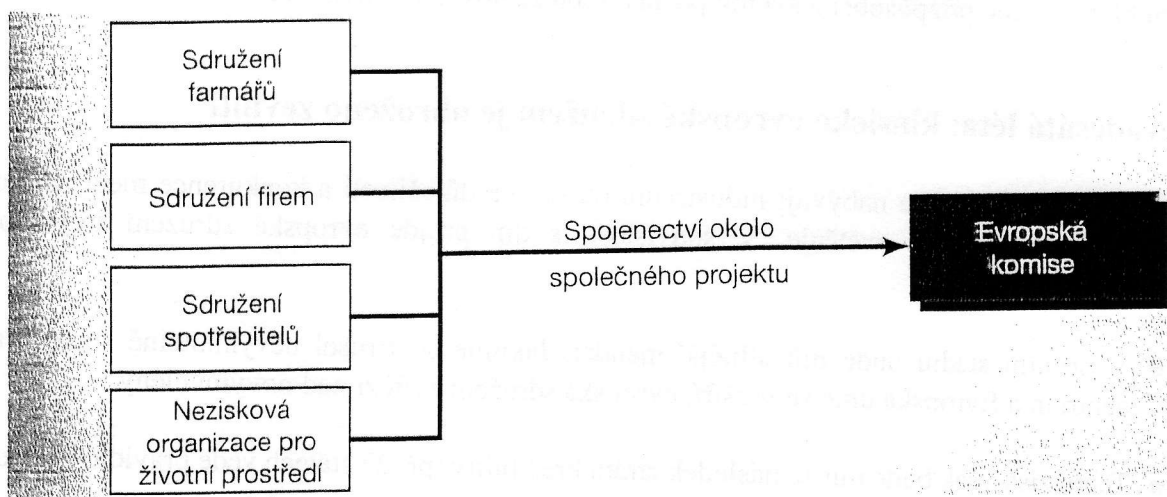 Sdružení
farmářů
Sdružení firem
Sdružení
spotřebitelů
Nezisková
organizace pro
životní prostředí
Spojenectví okolo
společného projektu
Evropská
komise